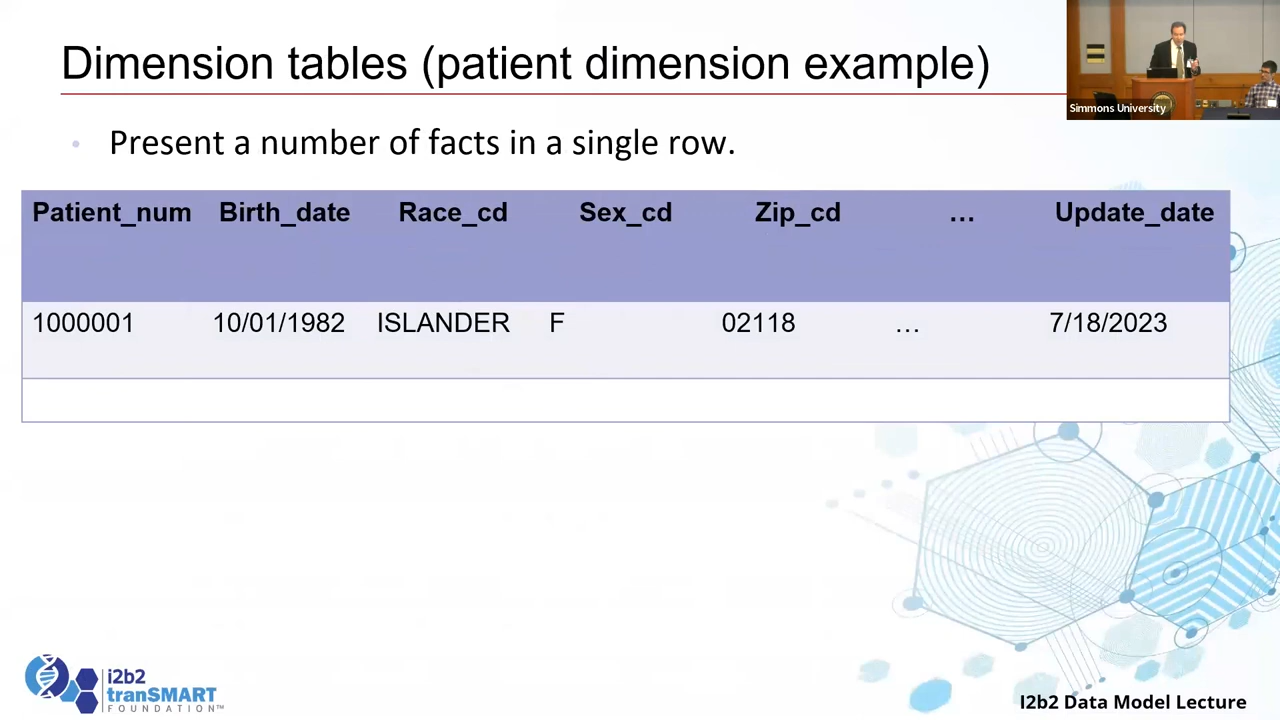 Dimension tables (patient dimension example)
Simmons University
• Present a number of facts in a single row.
Patient_num Birth_date Race_cd Sex_cd Zip_cd … Update_date
1000001 10/01/1982 ISLANDER F 02118 … 7/18/2023
i2b2
tranSMART
FOUNDATION™
I2b2 Data Model Lecture